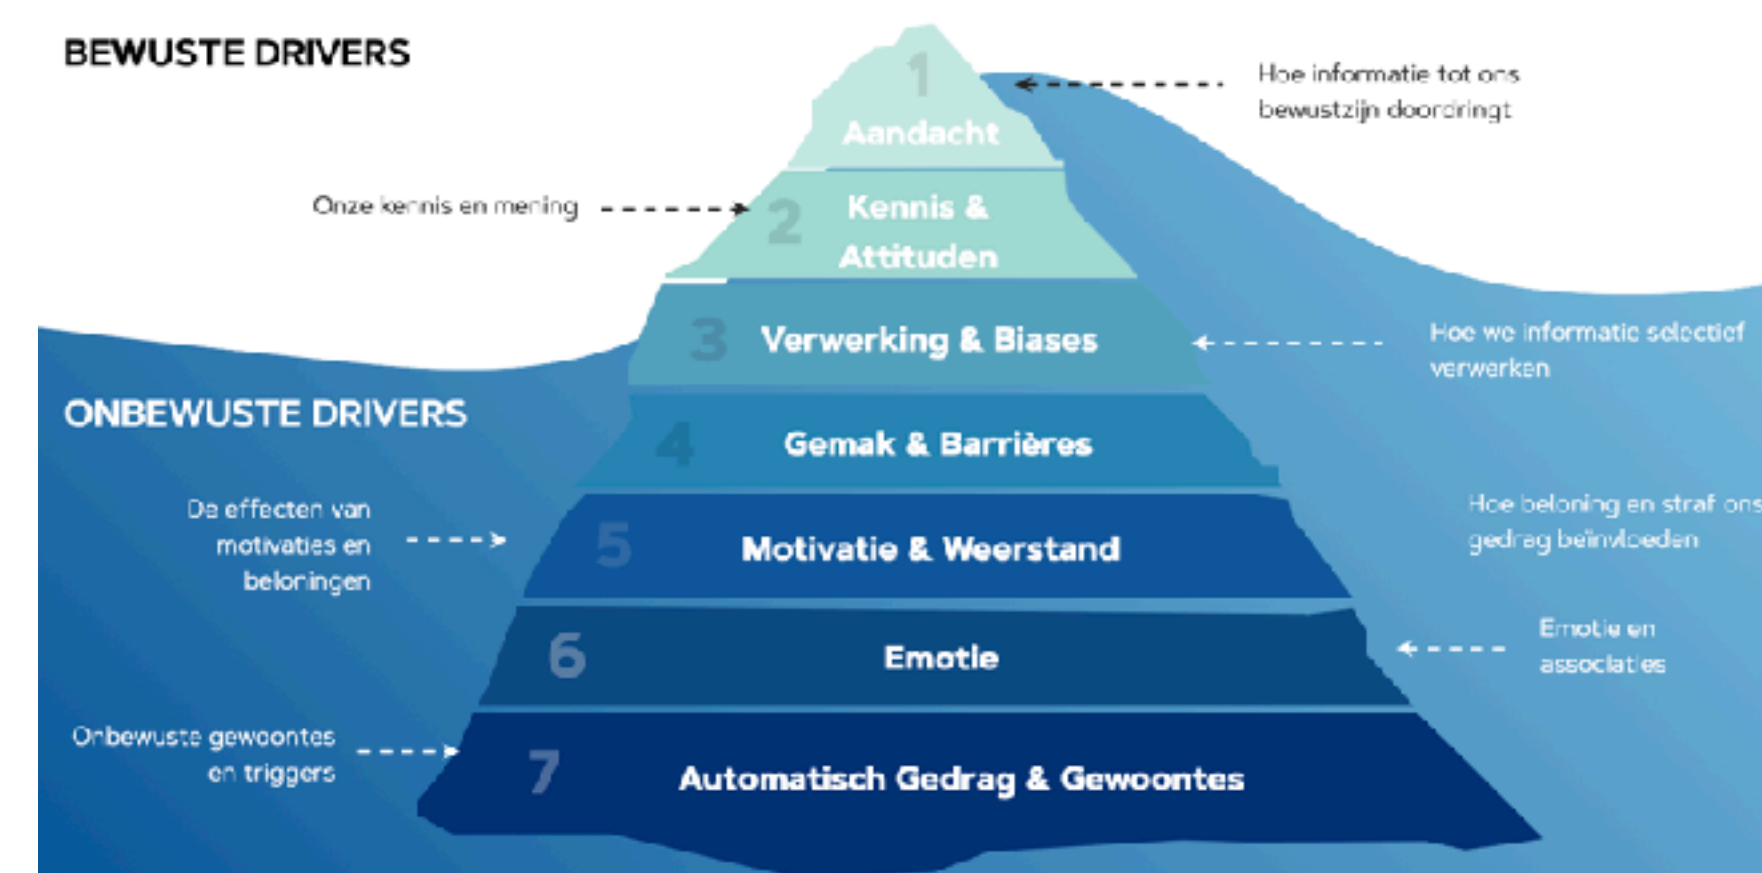 BEWUSTE DRIVERS
1
Aandacht
Hoe informatie tot ons
bewustzijn doordringt
Onze kennis en mening
2
Kennis &
Attituden
3
Verwerking & Biases
Hoe we informatie selectief
verwerken
ONBEWUSTE DRIVERS
4
Gemak & Barrières
De effecten van
motivaties en
beloningen
5
Motivatie & Weerstand
Hoe beloning en straf ons
gedrag beïnvloeden
6
Emotie
Emotie en
associaties
Onbewuste gewoontes
en triggers
7
Automatisch Gedrag & Gewoontes